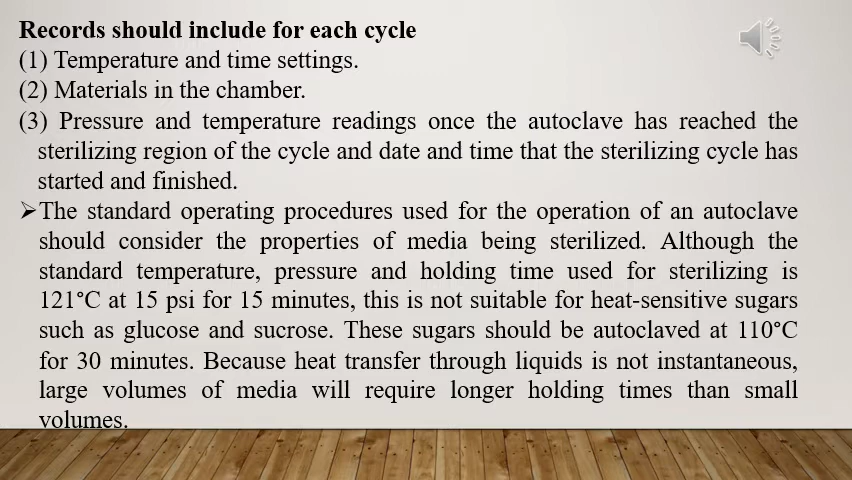 Records should include for each cycle
(1) Temperature and time settings.
(2) Materials in the chamber.
(3) Pressure and temperature readings once the autoclave has reached the
sterilizing region of the cycle and date and time that the sterilizing cycle has
started and finished.
➢The standard operating procedures used for the operation of an autoclave
should consider the properties of media being sterilized. Although the
standard temperature, pressure and holding time used for sterilizing is
121°C at 15 psi for 15 minutes, this is not suitable for heat-sensitive sugars
such as glucose and sucrose. These sugars should be autoclaved at 110°C
for 30 minutes. Because heat transfer through liquids is not instantaneous,
large volumes of media will require longer holding times than small
volumes.